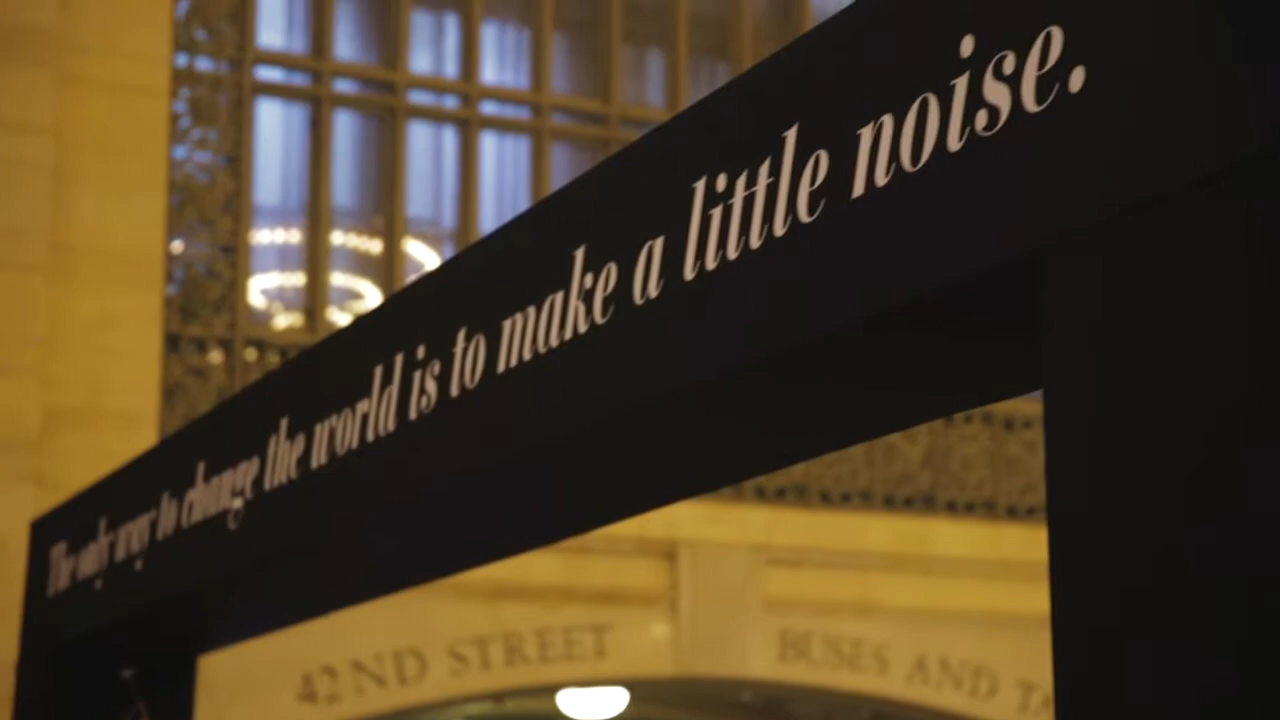 The only way to change the world is to make a little noise.
42ND STREET
BUSES AND